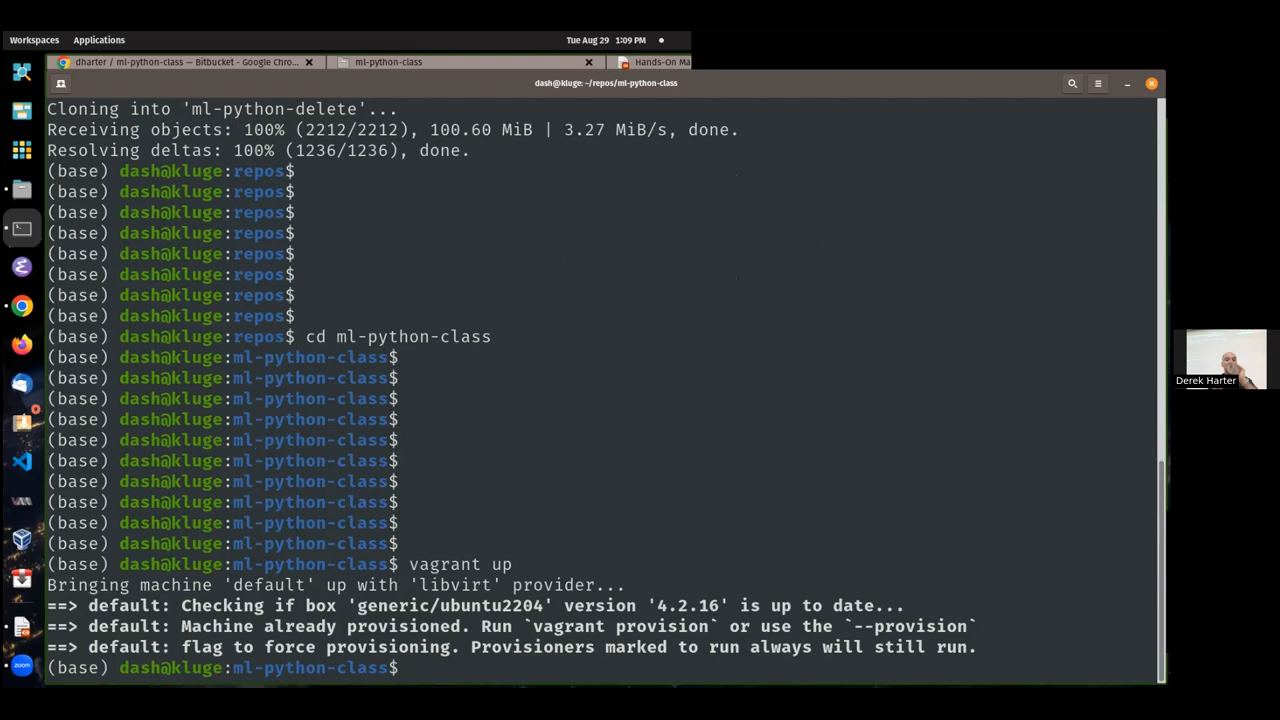 Workspaces Applications Tue Aug 29 1:09 PM
dharter / ml-python-class — Bitbucket - Google Chro... ml-python-class Hands-On Ma
dash@kluge: ~/repos/ml-python-class
Cloning into 'ml-python-delete'...
Receiving objects: 100% (2212/2212), 100.60 MiB | 3.27 MiB/s, done.
Resolving deltas: 100% (1236/1236), done.
(base) dash@kluge:repos$
(base) dash@kluge:repos$
(base) dash@kluge:repos$
(base) dash@kluge:repos$
(base) dash@kluge:repos$
(base) dash@kluge:repos$
(base) dash@kluge:repos$
(base) dash@kluge:repos$
(base) dash@kluge:repos$ cd ml-python-class
(base) dash@kluge:ml-python-class$
(base) dash@kluge:ml-python-class$
(base) dash@kluge:ml-python-class$
(base) dash@kluge:ml-python-class$
(base) dash@kluge:ml-python-class$
(base) dash@kluge:ml-python-class$
(base) dash@kluge:ml-python-class$
(base) dash@kluge:ml-python-class$
(base) dash@kluge:ml-python-class$
(base) dash@kluge:ml-python-class$
(base) dash@kluge:ml-python-class$ vagrant up
Bringing machine 'default' up with 'libvirt' provider...
==> default: Checking if box 'generic/ubuntu2204' version '4.2.16' is up to date...
==> default: Machine already provisioned. Run `vagrant provision` or use the `--provision`
==> default: flag to force provisioning. Provisioners marked to run always will still run.
(base) dash@kluge:ml-python-class$
Derek Harter
zoom